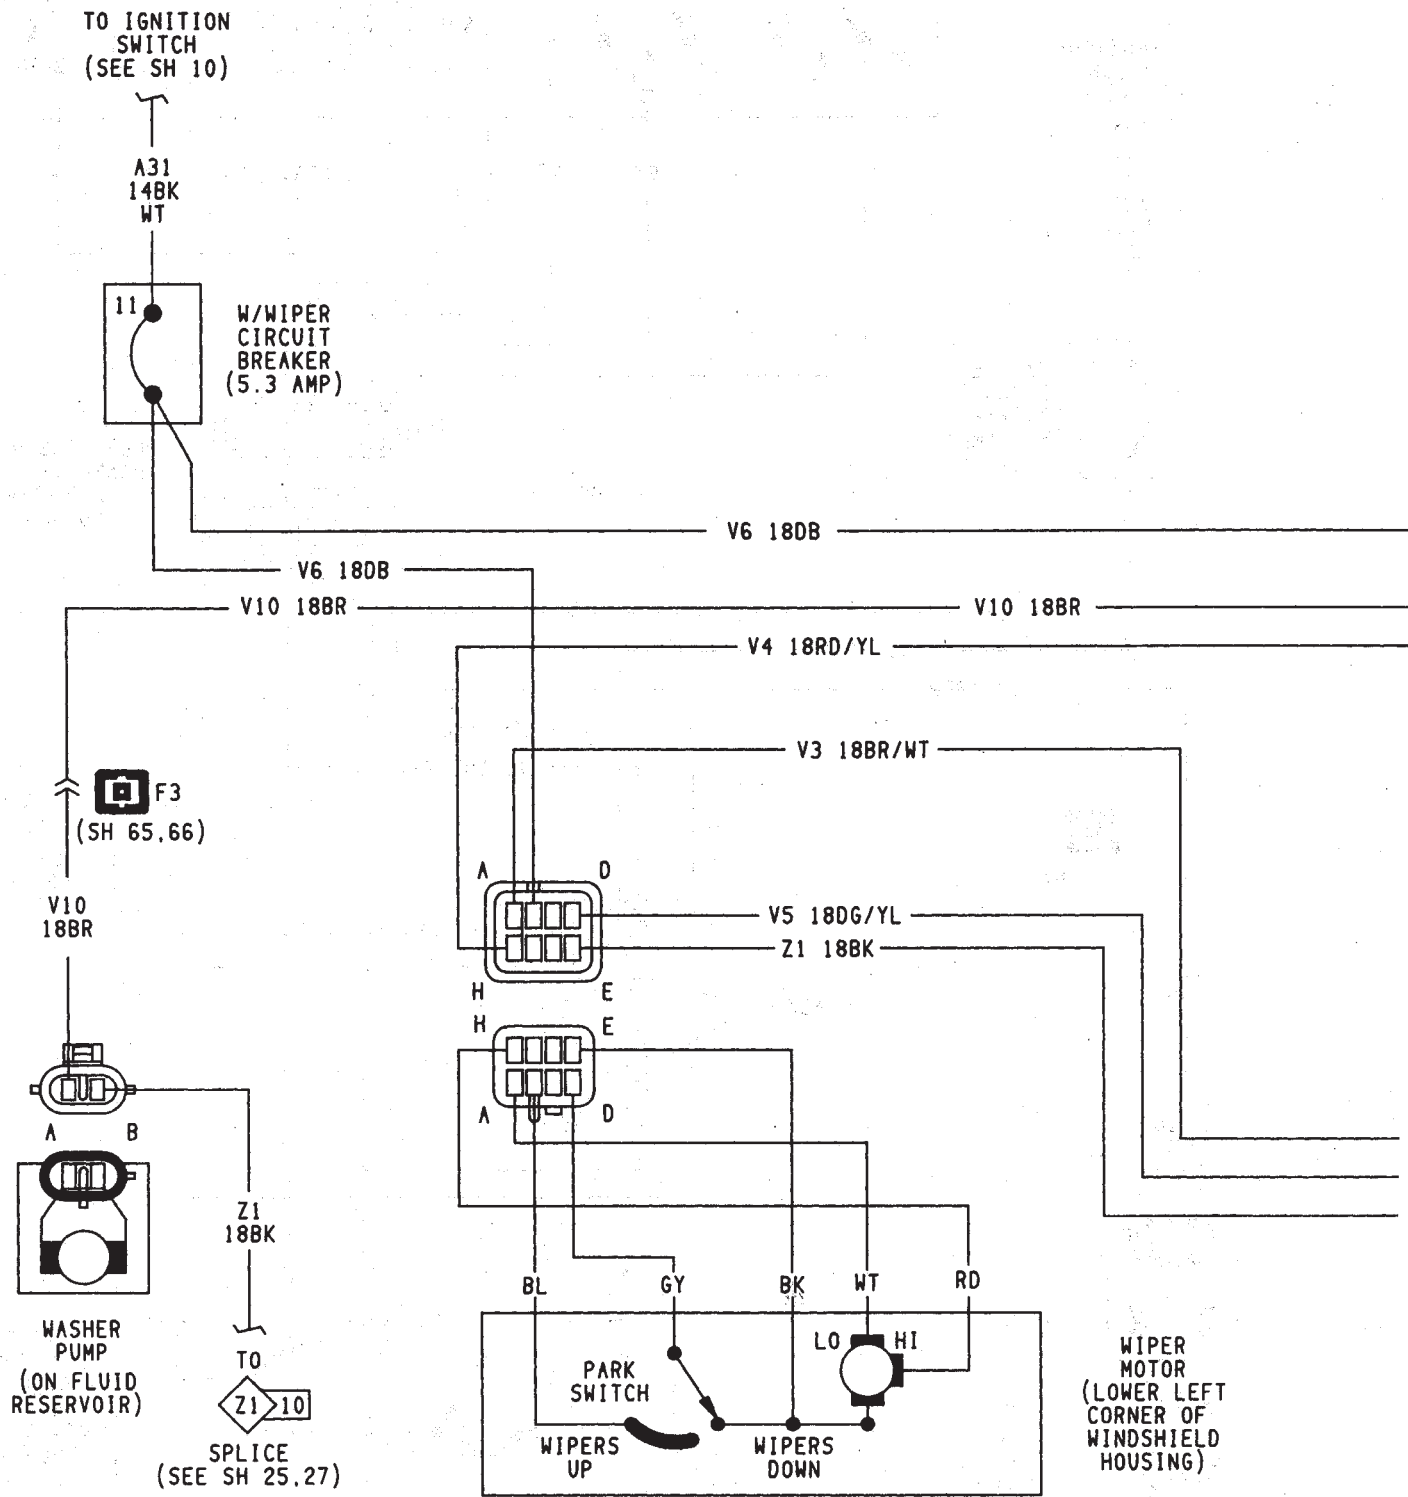 TO IGNITION
SWITCH
(SEE SH 10)
A31
14BK
WT
11
W/WIPER
CIRCUIT
BREAKER
(5.3 AMP)
V6 18DB
V6 18DB
V10 18BR
V10 18BR
V4 18RD/YL
V3 18BR/WT
F3
(SH 65,66)
V10
18BR
A
D
V5 18DG/YL
Z1 18BK
H
E
H
E
A
D
A
B
Z1
18BK
BL
GY
BK
WT
RD
WASHER
PUMP
(ON FLUID
RESERVOIR)
TO
Z1
10
SPLICE
(SEE SH 25,27)
LO
HI
PARK
SWITCH
WIPERS
UP
WIPERS
DOWN
WIPER
MOTOR
(LOWER LEFT
CORNER OF
WINDSHIELD
HOUSING)